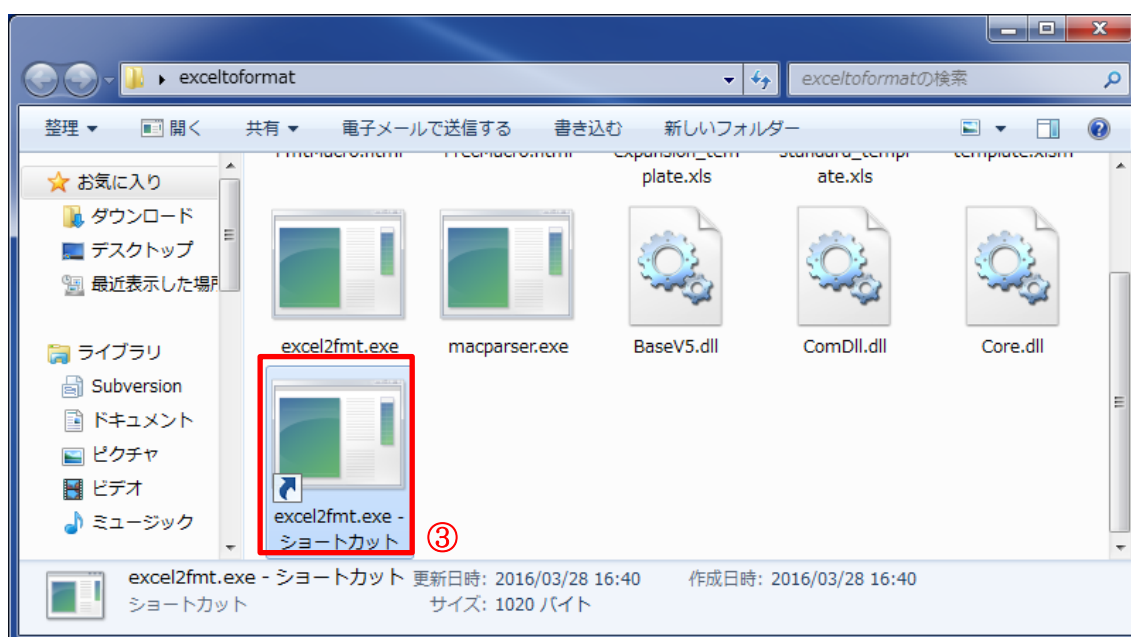 exceltoformat
exceltoformatの検索
整理 開く 共有 電子メールで送信する 書き込む 新しいフォルダー
お気に入り
ダウンロード
デスクトップ
最近表示した場所
ライブラリ
Subversion
ドキュメント
ピクチャ
ビデオ
ミュージック
plate.xls
ate.xls
excel2fmt.exe
macparser.exe
BaseV5.dll
ComDll.dll
Core.dll
excel2fmt.exe -
ショートカット
③
excel2fmt.exe - ショートカット 更新日時: 2016/03/28 16:40 作成日時: 2016/03/28 16:40
ショートカット サイズ: 1020 バイト